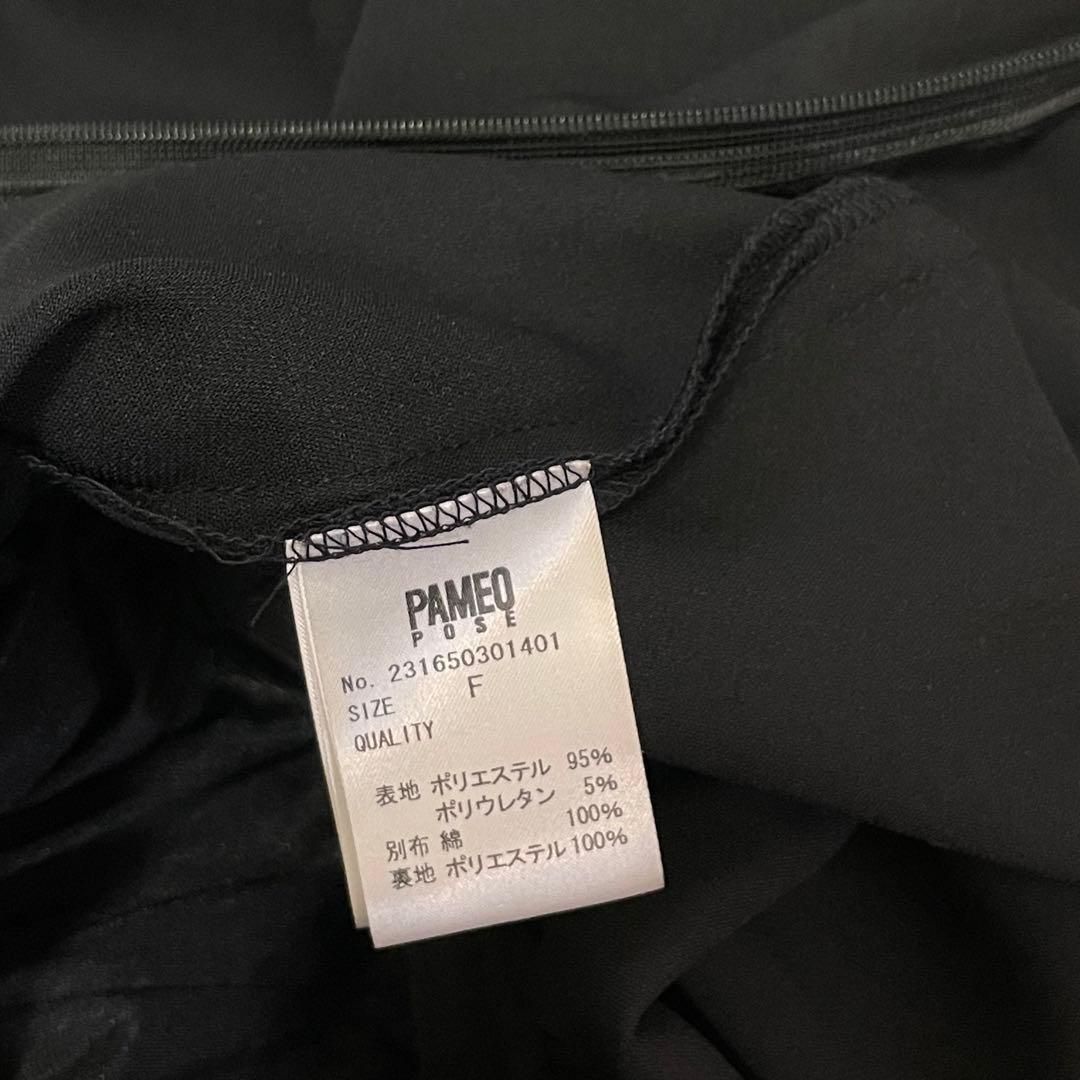 PAMEO
POSE
No. 231650301401
SIZE F
QUALITY
表地 ポリエステル 95%
ポリウレタン 5%
別布 綿 100%
裏地 ポリエステル 100%